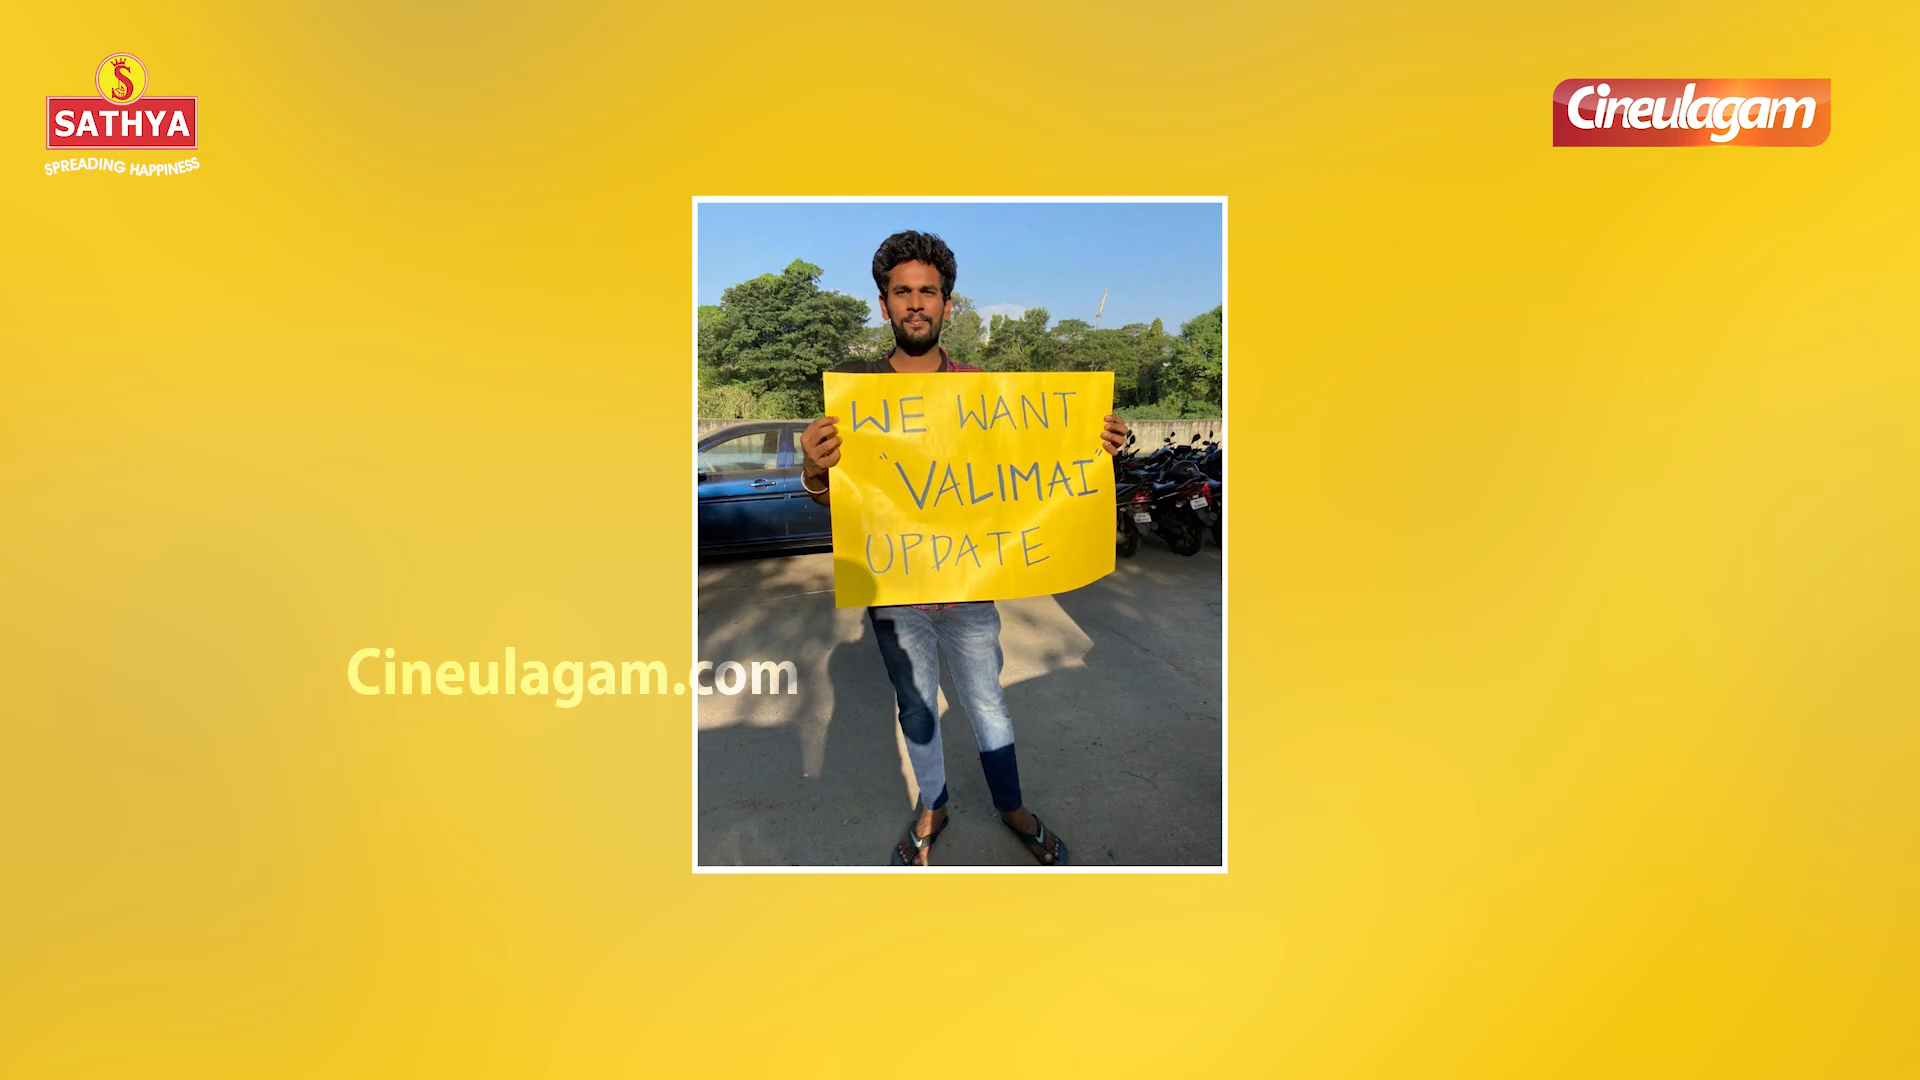 S
SATHYA
SPREADING HAPPINESS
Cineulagam
WE WANT
"VALIMAI"
UPDATE
Cineulagam.com